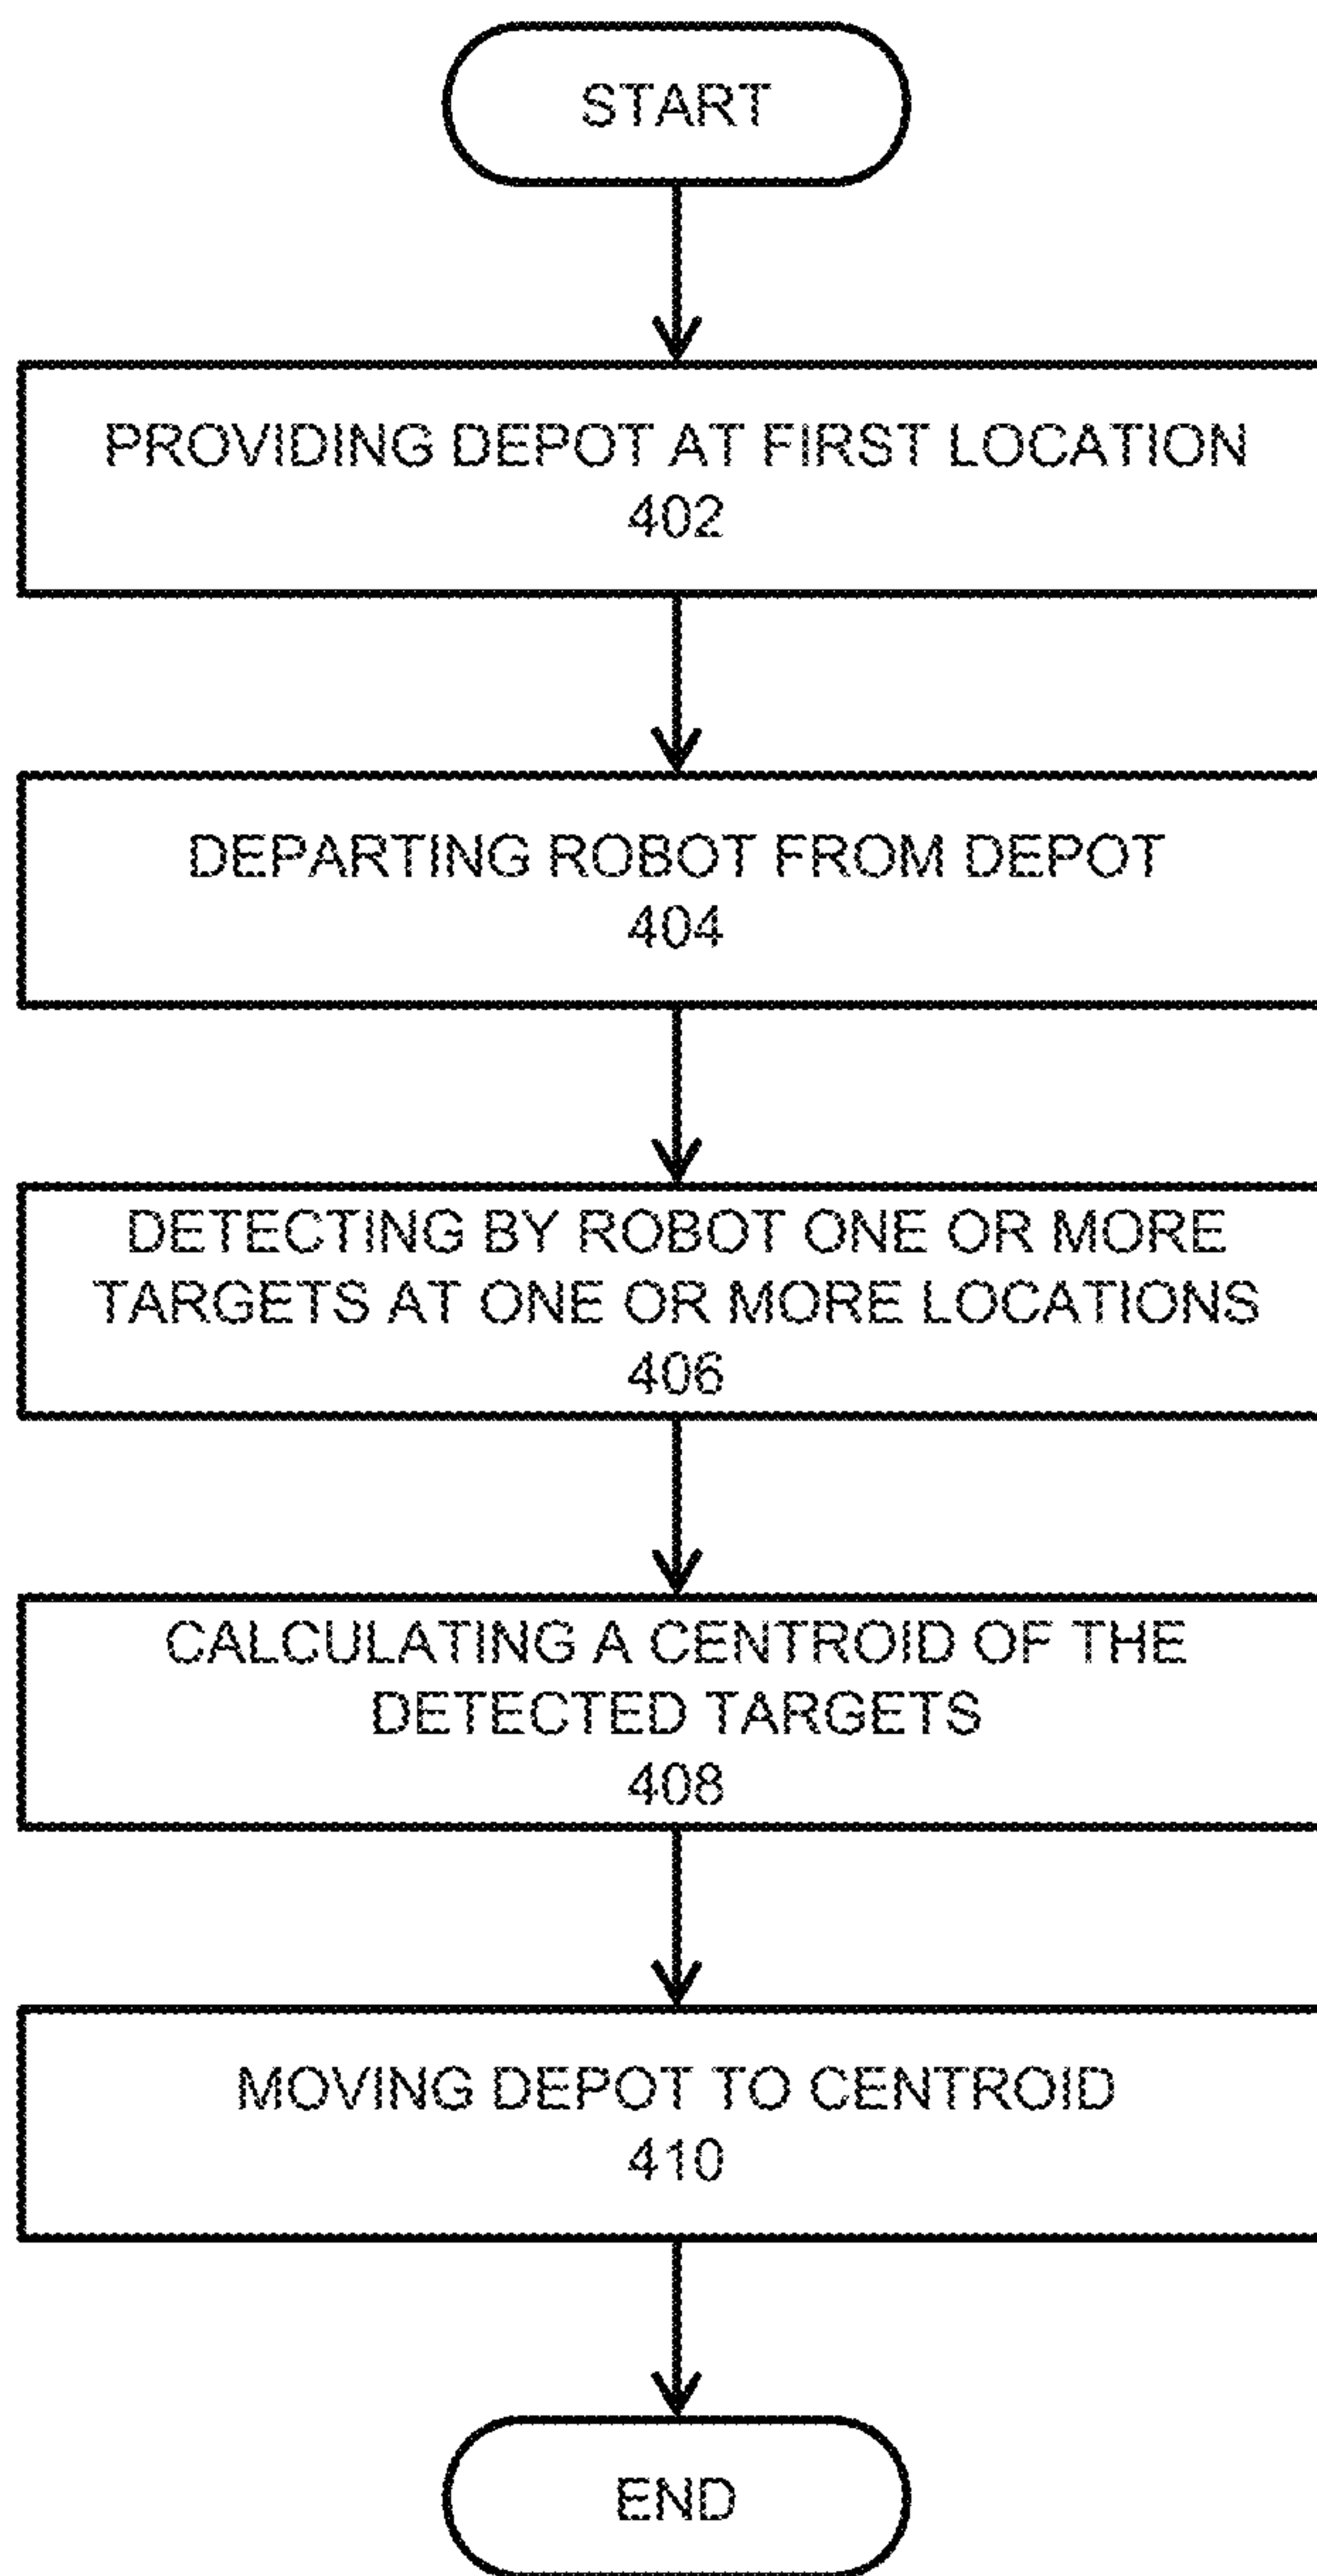 START
PROVIDING DEPOT AT FIRST LOCATION
402
DEPARTING ROBOT FROM DEPOT
404
DETECTING BY ROBOT ONE OR MORE
TARGETS AT ONE OR MORE LOCATIONS
406
CALCULATING A CENTROID OF THE
DETECTED TARGETS
408
MOVING DEPOT TO CENTROID
410
END